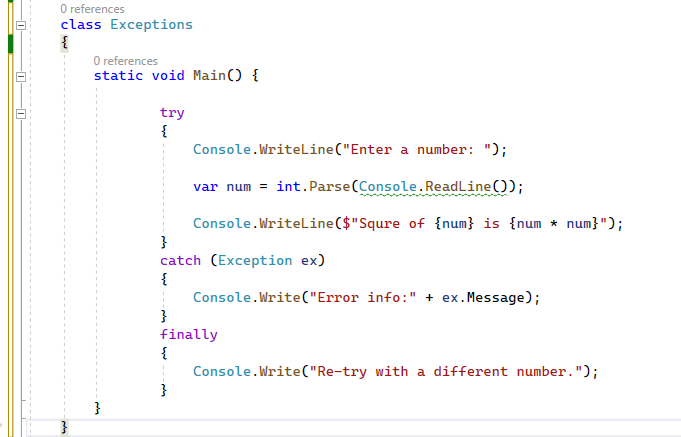 0 references
class Exceptions
{
0 references
static void Main() {
try
{
Console.WriteLine("Enter a number: ");
var num = int.Parse(Console.ReadLine());
Console.WriteLine($"Squre of {num} is {num * num}");
}
catch (Exception ex)
{
Console.Write("Error info:" + ex.Message);
}
finally
{
Console.Write("Re-try with a different number.");
}
}
}